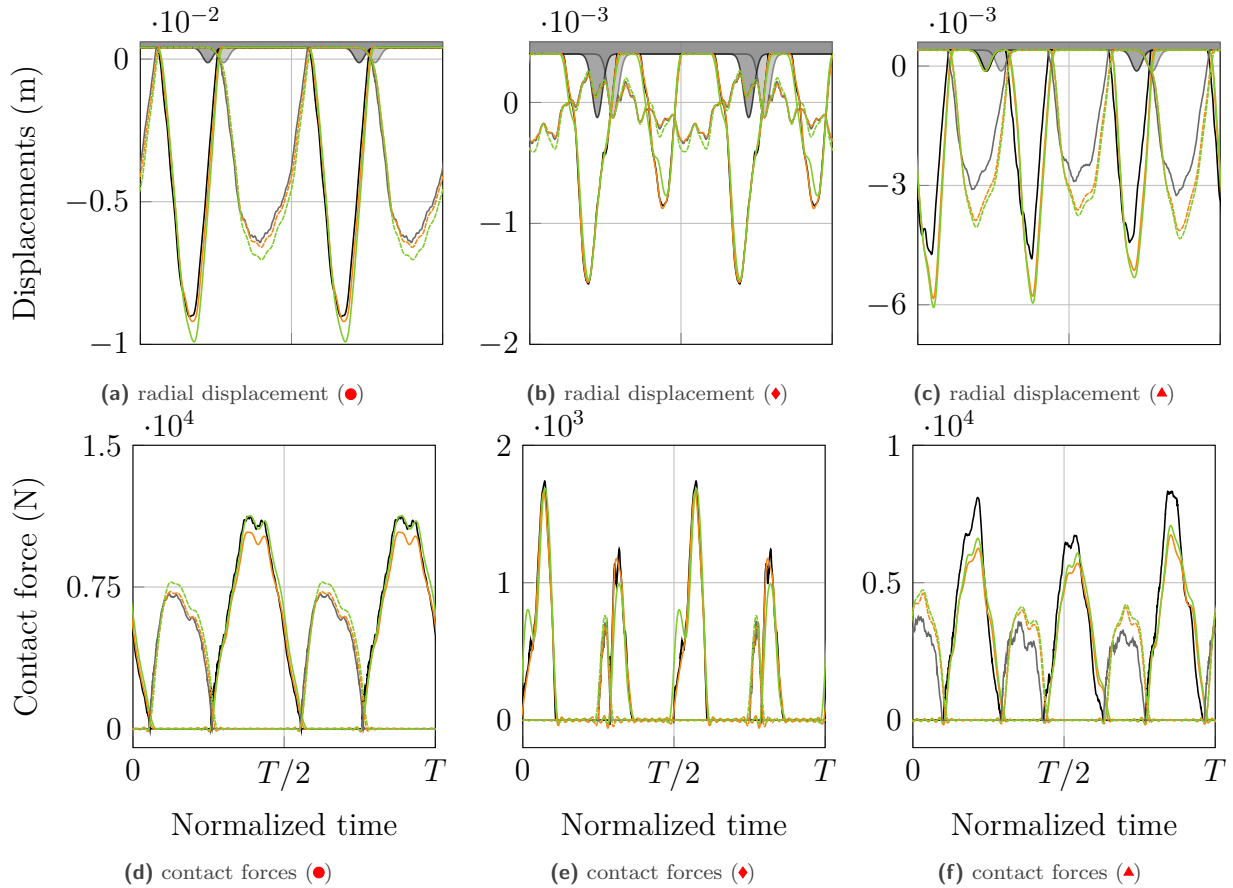 ·10⁻² ·10⁻³ ·10⁻³
Displacements (m)
0
−0.5
−1
0
−1
−2
0
−3
−6
(a) radial displacement (●)
(b) radial displacement (♦)
(c) radial displacement (▲)
·10⁴ ·10³ ·10⁴
Contact force (N)
1.5
0.75
0
2
1
0
1
0.5
0
0 T/2 T
0 T/2 T
0 T/2 T
Normalized time
Normalized time
Normalized time
(d) contact forces (●)
(e) contact forces (♦)
(f) contact forces (▲)